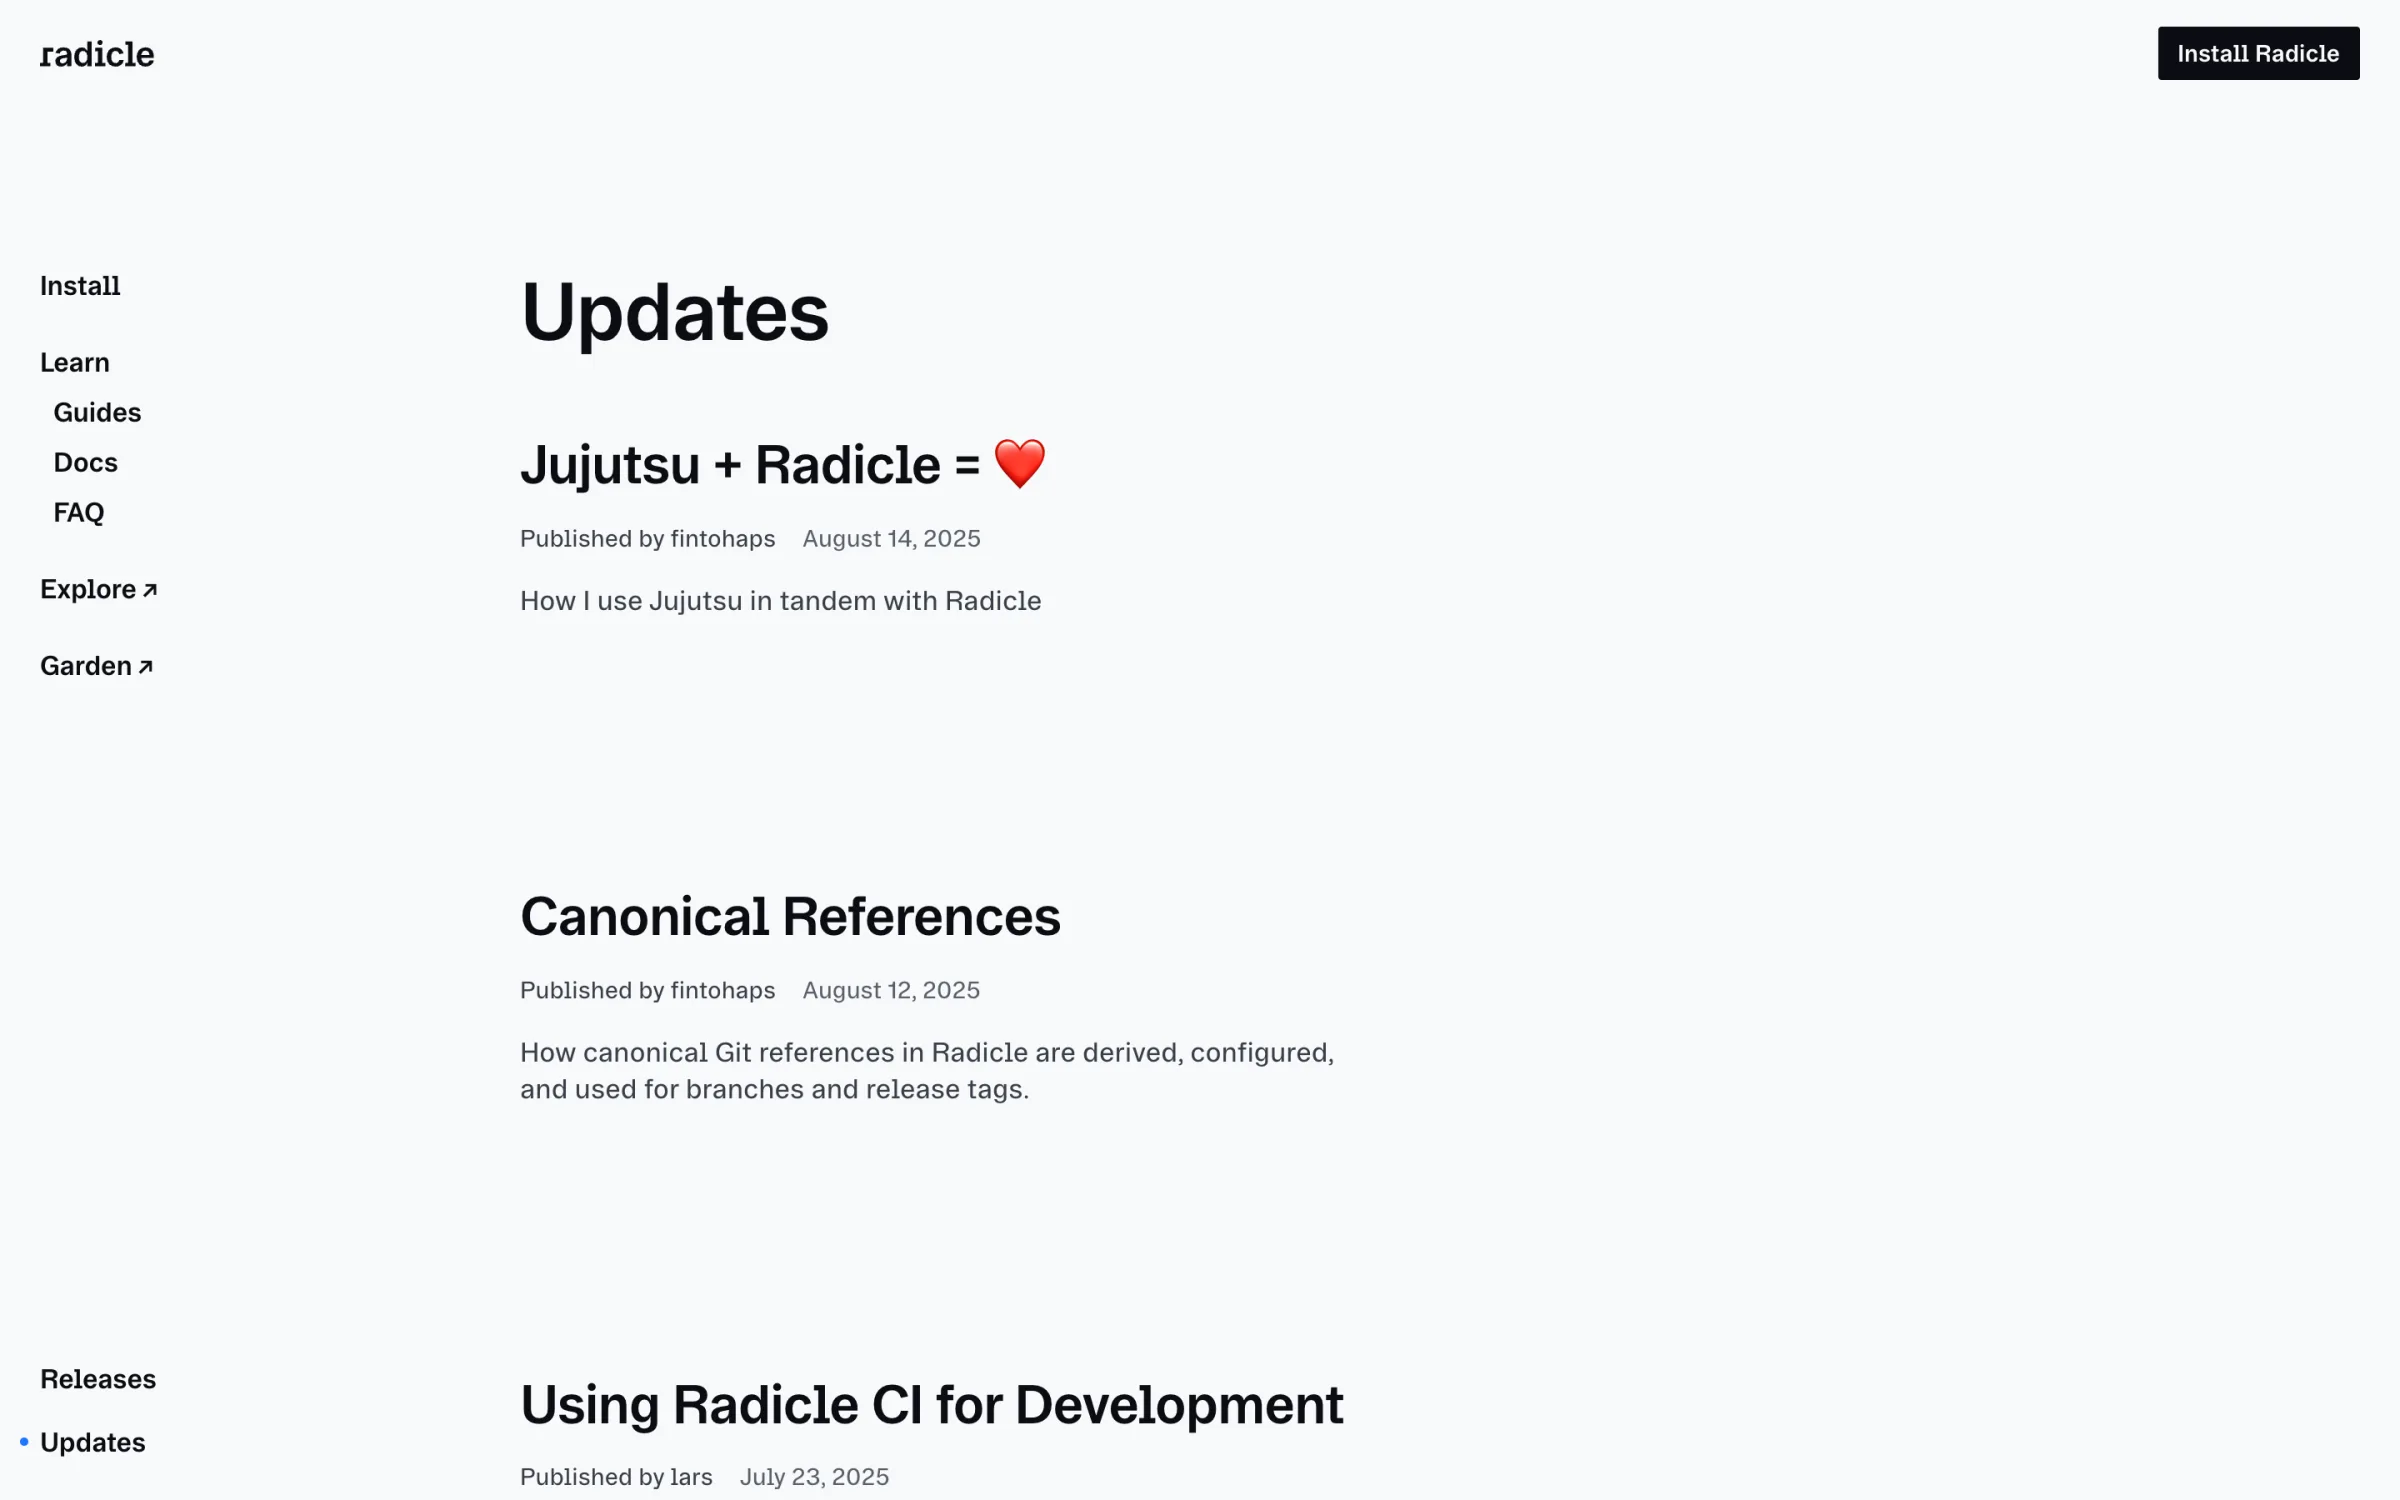 radicle
Install Radicle
Install
Learn
Guides
Docs
FAQ
Explore ↗
Garden ↗
Releases
Updates
Updates
Jujutsu + Radicle = ❤️
Published by fintohaps August 14, 2025
How I use Jujutsu in tandem with Radicle
Canonical References
Published by fintohaps August 12, 2025
How canonical Git references in Radicle are derived, configured,
and used for branches and release tags.
Using Radicle CI for Development
Published by lars July 23, 2025